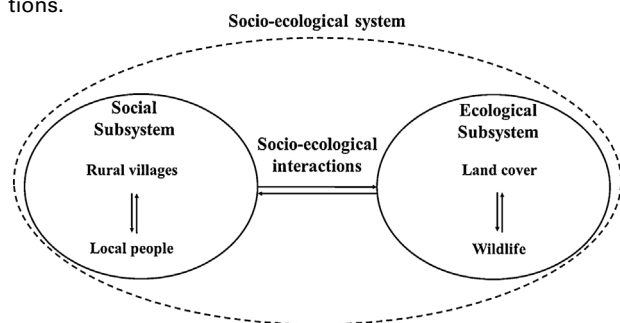 tions.
Socio-ecological system
Social
Subsystem
Rural villages
Local people
Socio-ecological
interactions
Ecological
Subsystem
Land cover
Wildlife